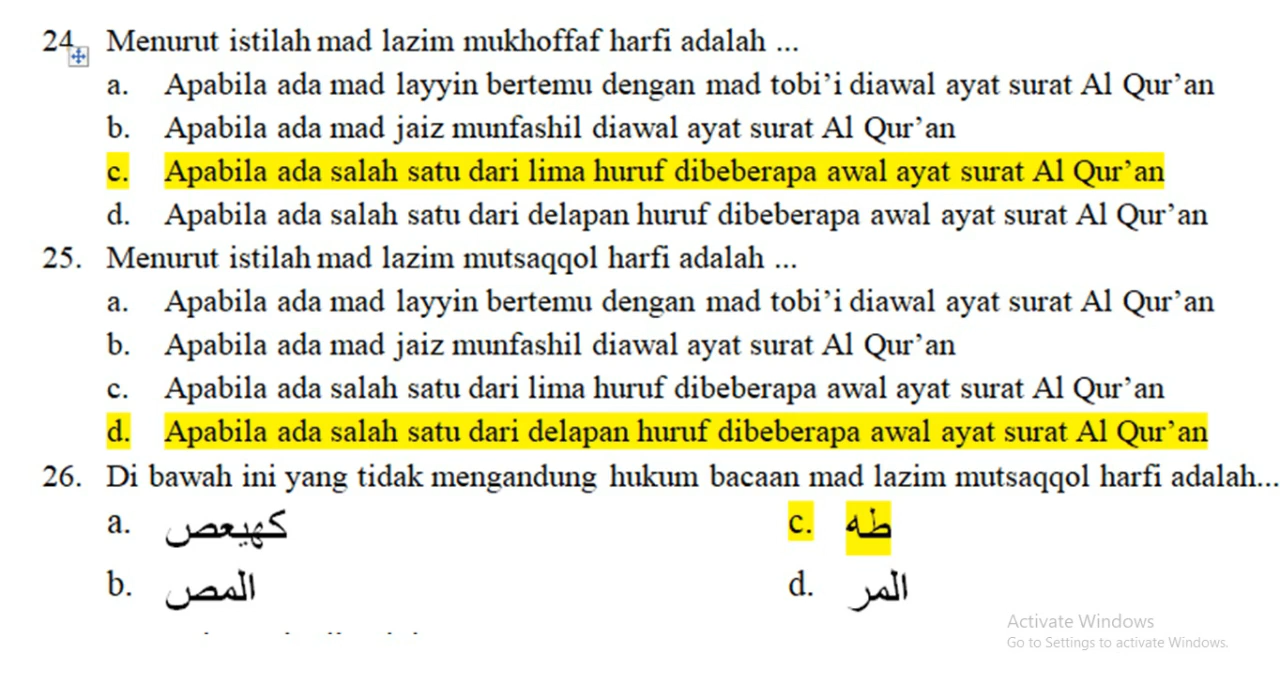 24. Menurut istilah mad lazim mukhoffaf harfi adalah ...
a. Apabila ada mad layyin bertemu dengan mad tobi’i diawal ayat surat Al Qur’an
b. Apabila ada mad jaiz munfashil diawal ayat surat Al Qur’an
c. Apabila ada salah satu dari lima huruf dibeberapa awal ayat surat Al Qur’an
d. Apabila ada salah satu dari delapan huruf dibeberapa awal ayat surat Al Qur’an
25. Menurut istilah mad lazim mutsaqqol harfi adalah ...
a. Apabila ada mad layyin bertemu dengan mad tobi’i diawal ayat surat Al Qur’an
b. Apabila ada mad jaiz munfashil diawal ayat surat Al Qur’an
c. Apabila ada salah satu dari lima huruf dibeberapa awal ayat surat Al Qur’an
d. Apabila ada salah satu dari delapan huruf dibeberapa awal ayat surat Al Qur’an
26. Di bawah ini yang tidak mengandung hukum bacaan mad lazim mutsaqqol harfi adalah...
a. كهيعص c. طه
b. المص d. المر
Activate Windows
Go to Settings to activate Windows.